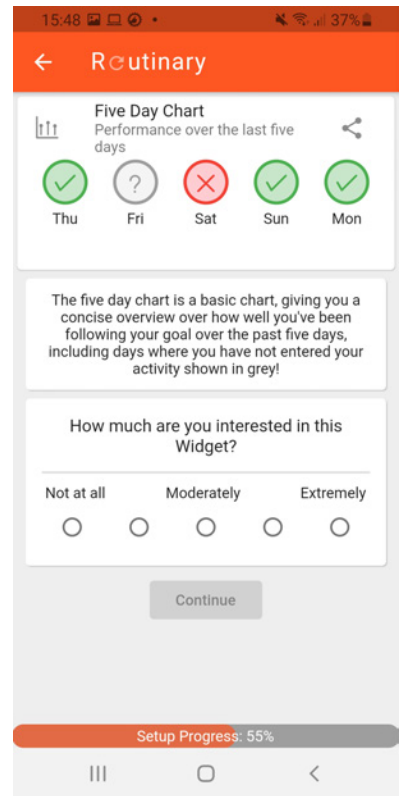 15:48 37%
Routinary
Five Day Chart
Performance over the last five
days
?
Thu Fri Sat Sun Mon
The five day chart is a basic chart, giving you a
concise overview over how well you've been
following your goal over the past five days,
including days where you have not entered your
activity shown in grey!
How much are you interested in this
Widget?
Not at all Moderately Extremely
Continue
Setup Progress: 55%